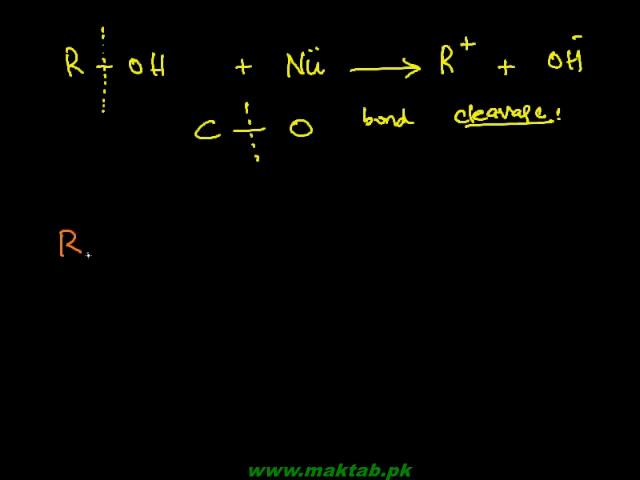 R - OH + Nü → R⁺ + OH⁻
C - O bond cleavage:
R
www.maktab.pk